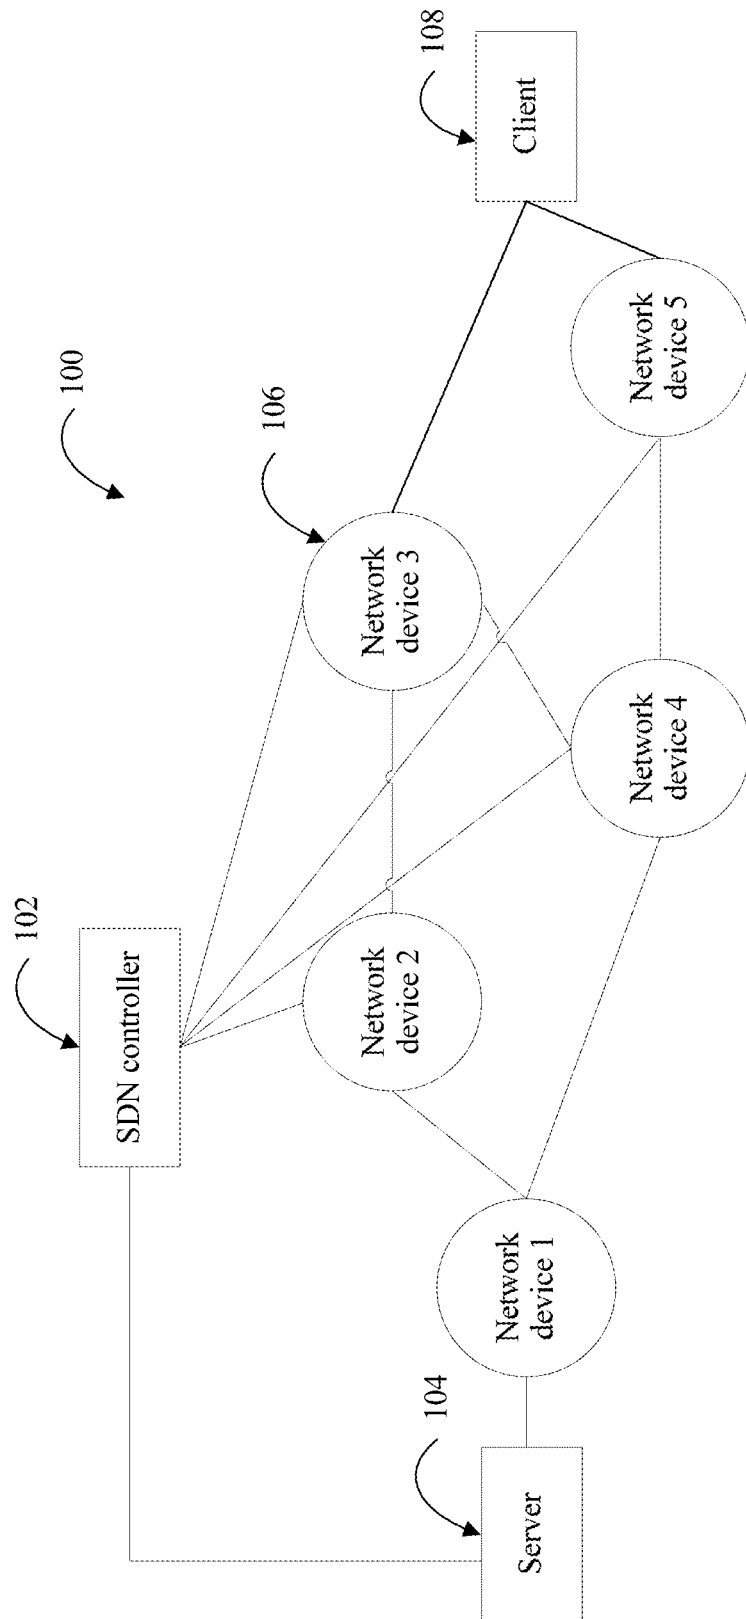 100
102
SDN controller
106
108
Network
device 2
Network
device 3
Client
104
Server
Network
device 1
Network
device 4
Network
device 5